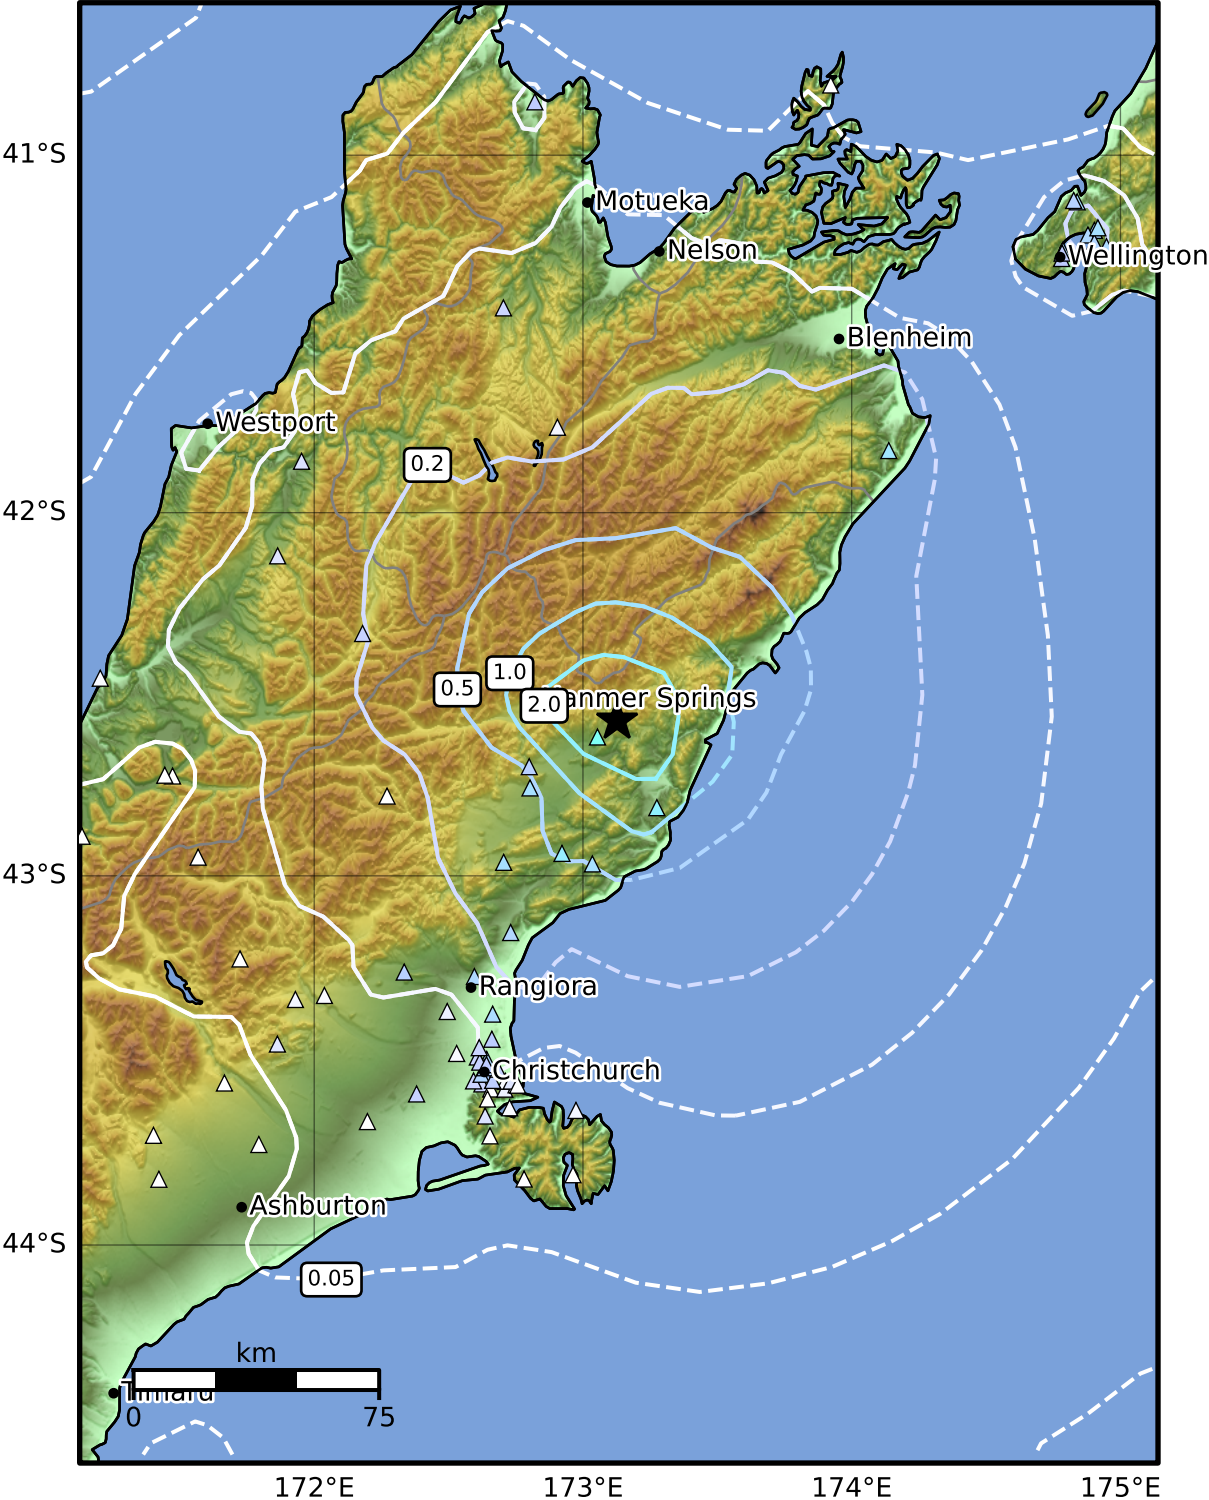 41°S
Motueka
Nelson
Wellington
Blenheim
Westport
0.2
42°S
1.0
0.5
2.0
anmer Springs
43°S
Rangiora
Christchurch
Ashburton
44°S
0.05
km
Timaru
0
75
172°E
173°E
174°E
175°E